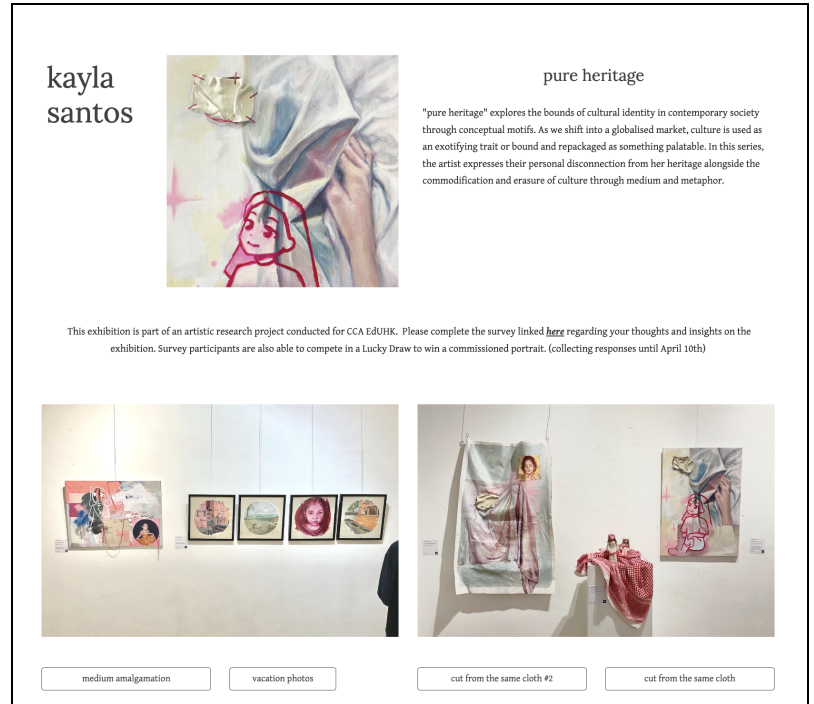 kayla
santos
pure heritage
"pure heritage" explores the bounds of cultural identity in contemporary society
through conceptual motifs. As we shift into a globalised market, culture is used as
an exotifying trait or bound and repackaged as something palatable. In this series,
the artist expresses their personal disconnection from her heritage alongside the
commodification and erasure of culture through medium and metaphor.
This exhibition is part of an artistic research project conducted for CCA EdUHK. Please complete the survey linked here regarding your thoughts and insights on the
exhibition. Survey participants are also able to compete in a Lucky Draw to win a commissioned portrait. (collecting responses until April 10th)
medium amalgamation
vacation photos
cut from the same cloth #2
cut from the same cloth